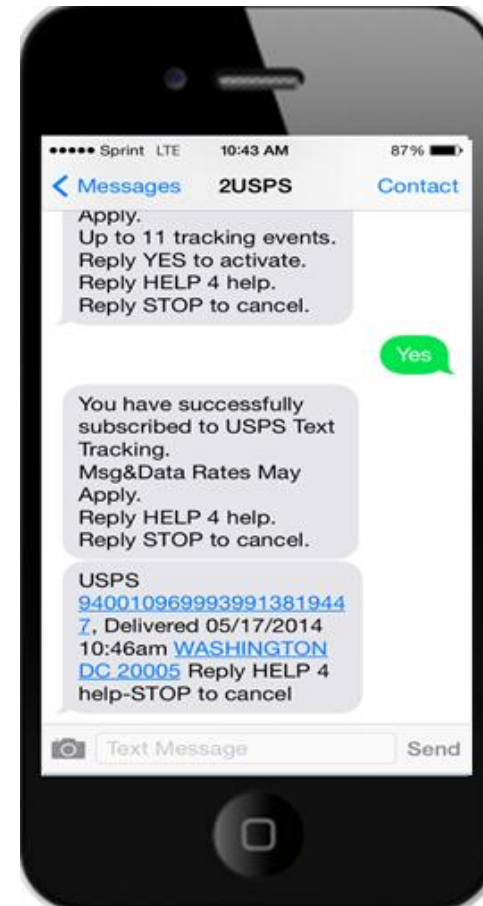 Sprint LTE 10:43 AM 87%
Messages 2USPS Contact
Apply.
Up to 11 tracking events.
Reply YES to activate.
Reply HELP 4 help.
Reply STOP to cancel.
Yes
You have successfully
subscribed to USPS Text
Tracking.
Msg&Data Rates May
Apply.
Reply HELP 4 help.
Reply STOP to cancel.
USPS
940010969993991381944
7, Delivered 05/17/2014
10:46am WASHINGTON
DC 20005 Reply HELP 4
help-STOP to cancel
Text Message Send